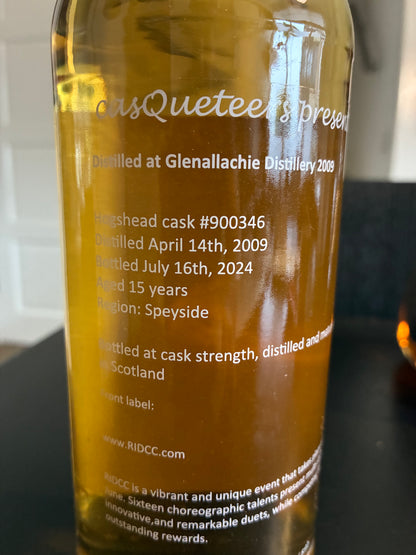 casQueteers present
Distilled at Glenallachie Distillery 2009
Hogshead cask #900346
Distilled April 14th, 2009
Bottled July 16th, 2024
Aged 15 years
Region: Speyside
Bottled at cask strength, distilled and
in Scotland
Front label:
www.RIDCC.com
RIDCC is a vibrant and unique event that takes
June. Sixteen choreographic talents present
innovative,and remarkable duets, while
outstanding rewards.